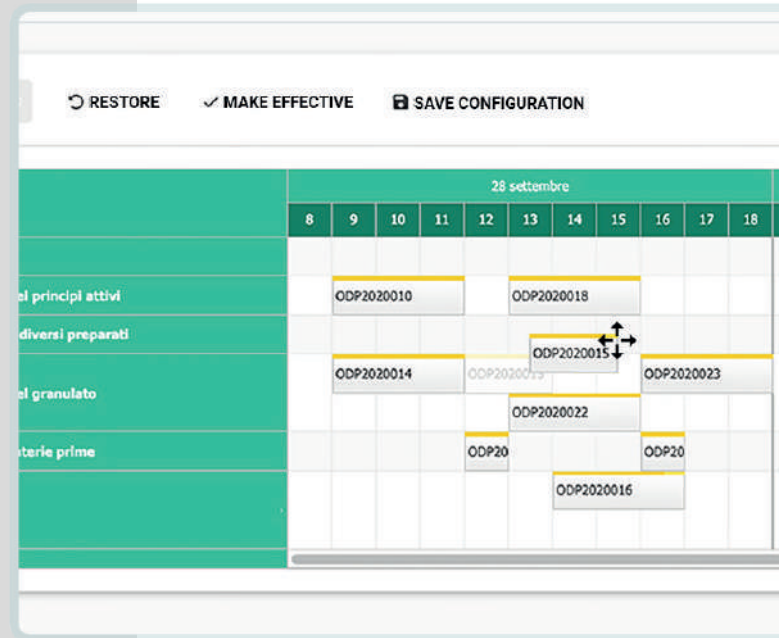 RESTORE MAKE EFFECTIVE SAVE CONFIGURATION
28 settembre
8 9 10 11 12 13 14 15 16 17 18
el principi attivi ODP2020010 ODP2020018
diversi preparati
ODP2020015
ODP2020014 ODP2020023
el granulato
ODP2020022
terie prime ODP20 ODP20
ODP2020016